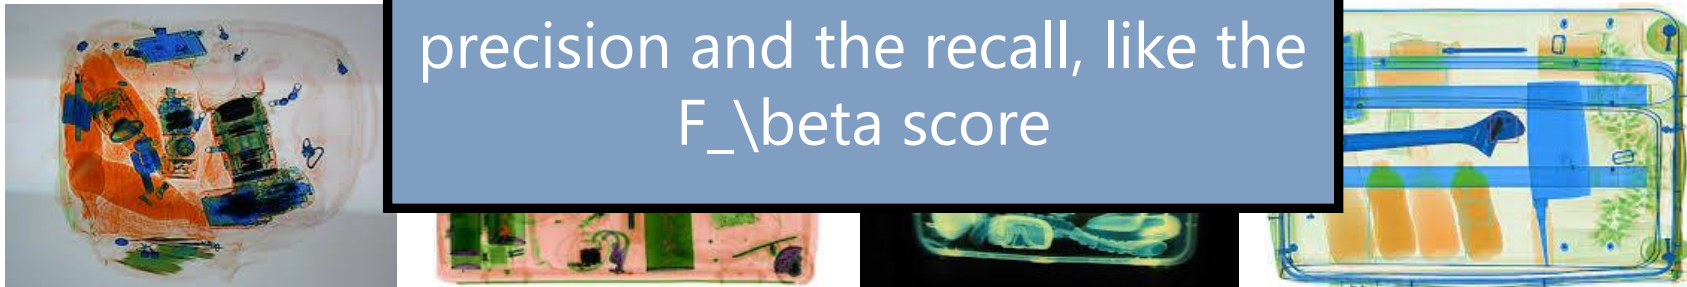 precision and the recall, like the
F_\beta score